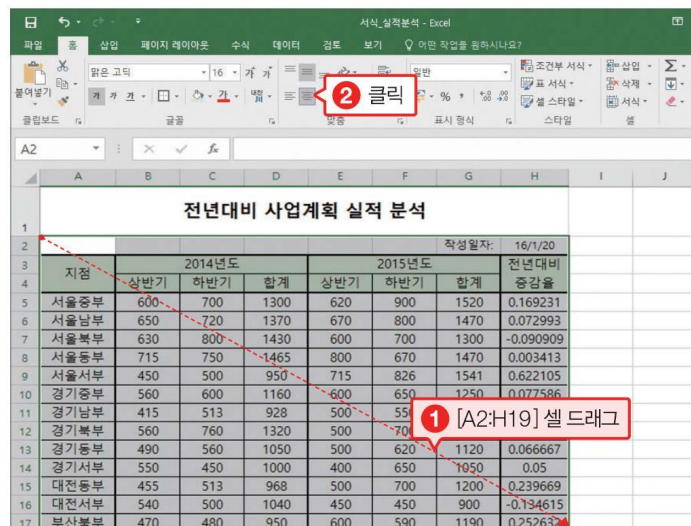 서식_실적분석 - Excel
파일 홈 삽입 페이지 레이아웃 수식 데이터 검토 보기 어떤 작업을 원하시나요?
맑은 고딕 16 가 가 일반 조건부 서식 삽입
붙여넣기 가 가 가 가 내천 % , 표 서식 삭제
② 클릭
셀 스타일 서식
클립보드 글꼴 맞춤 표시 형식 스타일 셀
A2 fx
A B C D E F G H I J
1 전년대비 사업계획 실적 분석
2 작성일자: 16/1/20
3 지점 2014년도 2015년도 전년대비
4 상반기 하반기 합계 상반기 하반기 합계 증감율
5 서울중부 600 700 1300 620 900 1520 0.169231
6 서울남부 650 720 1370 670 800 1470 0.072993
7 서울북부 630 800 1430 600 700 1300 -0.090909
8 서울동부 715 750 1465 800 670 1470 0.003413
9 서울서부 450 500 950 715 826 1541 0.622105
10 경기중부 560 600 1160 600 650 1250 0.077586
11 경기남부 415 513 928 500 550
① [A2:H19] 셀 드래그
12 경기북부 560 760 1320 500 700
13 경기동부 490 560 1050 500 620 1120 0.066667
14 경기서부 550 450 1000 400 650 1050 0.05
15 대전동부 455 513 968 500 700 1200 0.239669
16 대전서부 540 500 1040 450 450 900 -0.134615
17 부산북부 470 480 950 600 590 1190 0.252632